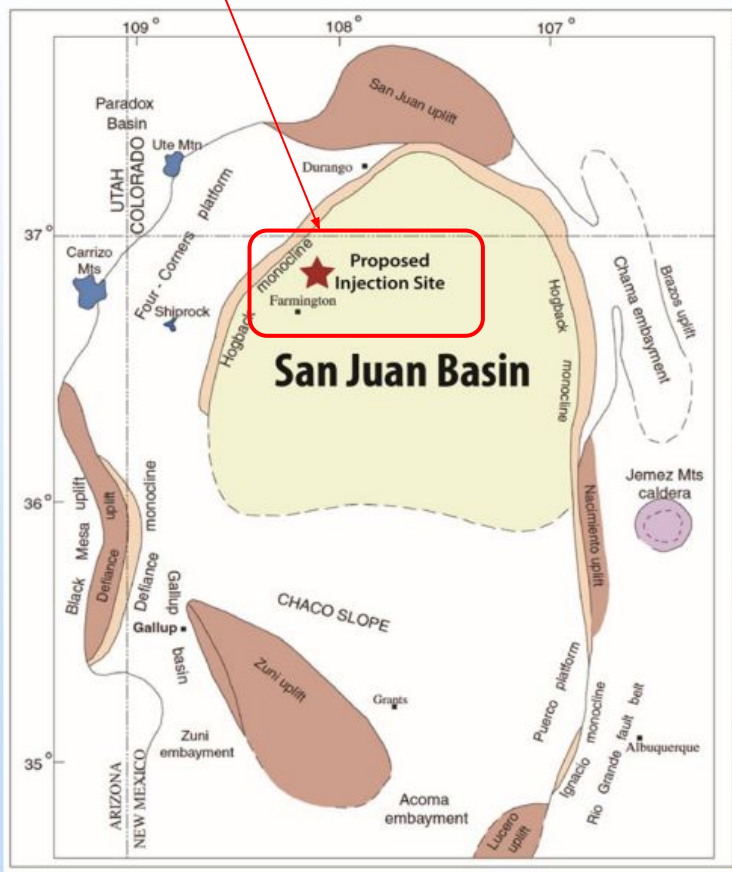 109°
108°
107°
San Juan uplift
Paradox
Basin
Ute Mtn
Durango
UTAH
COLORADO
Four - Corners platform
37°
Carrizo
Mts
Shiprock
Hogback monocline
Proposed
Injection Site
Farmington
Hogback monocline
Chama embayment
Brazos uplift
San Juan Basin
36°
Black Mesa uplift
Defiance uplift
Defiance monocline
Jemez Mts
caldera
Nacimiento uplift
Gallup basin
Gallup
CHACO SLOPE
Zuni uplift
Grants
Zuni
embayment
Puerco platform
Ignacio monocline
Rio Grande fault belt
Albuquerque
35°
ARIZONA
NEW MEXICO
Acoma
embayment
Lucero
uplift